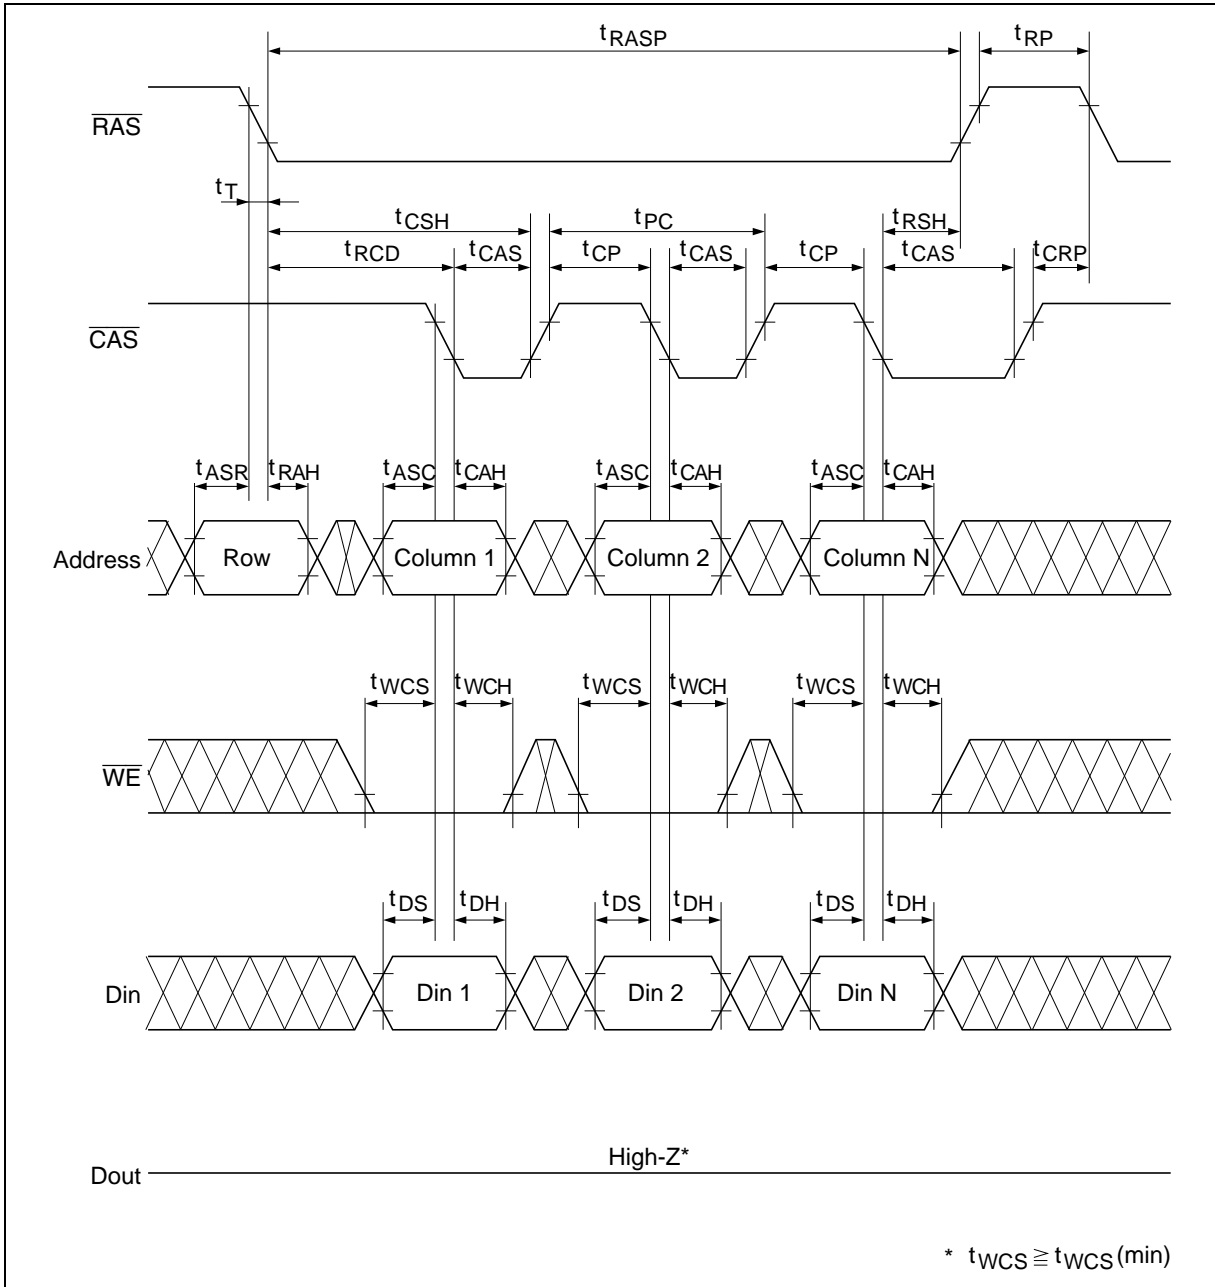 tRASP tRP
RAS
tT
tCSH tPC tRSH
tRCD tCAS tCP tCAS tCP tCAS tCRP
CAS
tASR tRAH tASC tCAH tASC tCAH tASC tCAH
Address Row Column 1 Column 2 Column N
tWCS tWCH tWCS tWCH tWCS tWCH
WE
tDS tDH tDS tDH tDS tDH
Din Din 1 Din 2 Din N
High-Z*
Dout
* tWCS ≧ tWCS(min)